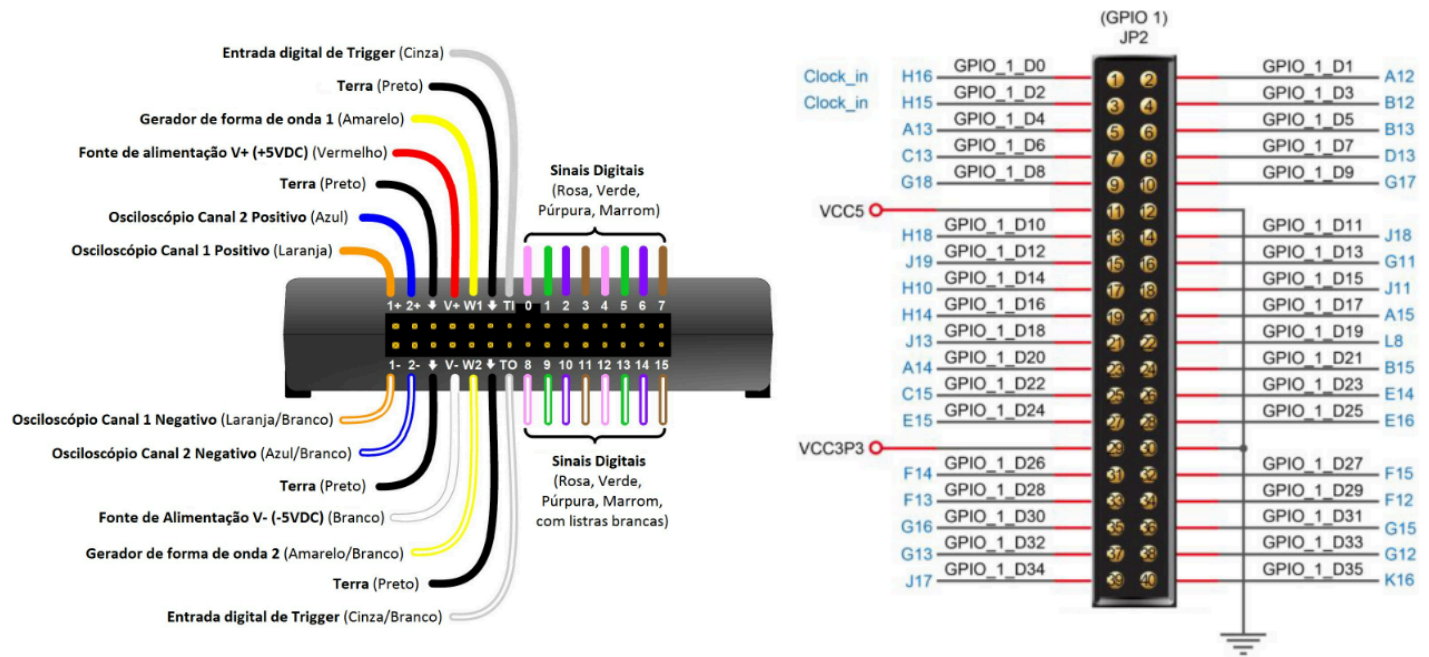 Entrada digital de Trigger (Cinza)
Terra (Preto)
Gerador de forma de onda 1 (Amarelo)
Fonte de alimentação V+ (+5VDC) (Vermelho)
Terra (Preto)
Osciloscópio Canal 2 Positivo (Azul)
Osciloscópio Canal 1 Positivo (Laranja)
Sinais Digitais
(Rosa, Verde,
Púrpura, Marrom)
1+ 2+ V+ W1 TI 0 1 2 3 4 5 6 7
1- 2- V- W2 TO 8 9 10 11 12 13 14 15
Osciloscópio Canal 1 Negativo (Laranja/Branco)
Osciloscópio Canal 2 Negativo (Azul/Branco)
Terra (Preto)
Fonte de Alimentação V- (-5VDC) (Branco)
Gerador de forma de onda 2 (Amarelo/Branco)
Terra (Preto)
Entrada digital de Trigger (Cinza/Branco)
Sinais Digitais
(Rosa, Verde,
Púrpura, Marrom,
com listras brancas)
(GPIO 1)
JP2
Clock_in H16 GPIO_1_D0 1 2 GPIO_1_D1 A12
Clock_in H15 GPIO_1_D2 3 4 GPIO_1_D3 B12
A13 GPIO_1_D4 5 6 GPIO_1_D5 B13
C13 GPIO_1_D6 7 8 GPIO_1_D7 D13
G18 GPIO_1_D8 9 10 GPIO_1_D9 G17
VCC5 11 12
H18 GPIO_1_D10 13 14 GPIO_1_D11 J18
J19 GPIO_1_D12 15 16 GPIO_1_D13 G11
H10 GPIO_1_D14 17 18 GPIO_1_D15 J11
H14 GPIO_1_D16 19 20 GPIO_1_D17 A15
J13 GPIO_1_D18 21 22 GPIO_1_D19 L8
A14 GPIO_1_D20 23 24 GPIO_1_D21 B15
C15 GPIO_1_D22 25 26 GPIO_1_D23 E14
E15 GPIO_1_D24 27 28 GPIO_1_D25 E16
VCC3P3 29 30
F14 GPIO_1_D26 31 32 GPIO_1_D27 F15
F13 GPIO_1_D28 33 34 GPIO_1_D29 F12
G16 GPIO_1_D30 35 36 GPIO_1_D31 G15
G13 GPIO_1_D32 37 38 GPIO_1_D33 G12
J17 GPIO_1_D34 39 40 GPIO_1_D35 K16